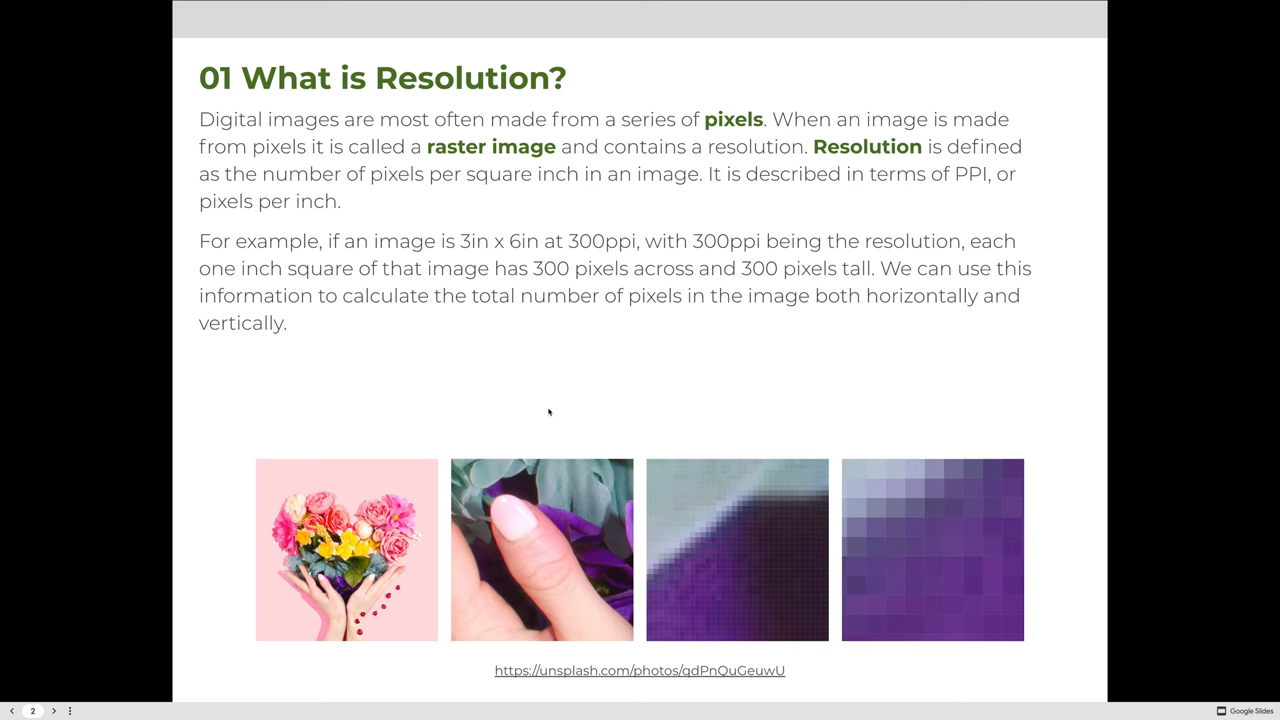 01 What is Resolution?
Digital images are most often made from a series of pixels. When an image is made
from pixels it is called a raster image and contains a resolution. Resolution is defined
as the number of pixels per square inch in an image. It is described in terms of PPI, or
pixels per inch.
For example, if an image is 3in x 6in at 300ppi, with 300ppi being the resolution, each
one inch square of that image has 300 pixels across and 300 pixels tall. We can use this
information to calculate the total number of pixels in the image both horizontally and
vertically.
https://unsplash.com/photos/qdPnQuGeuwU
2
Google Slides